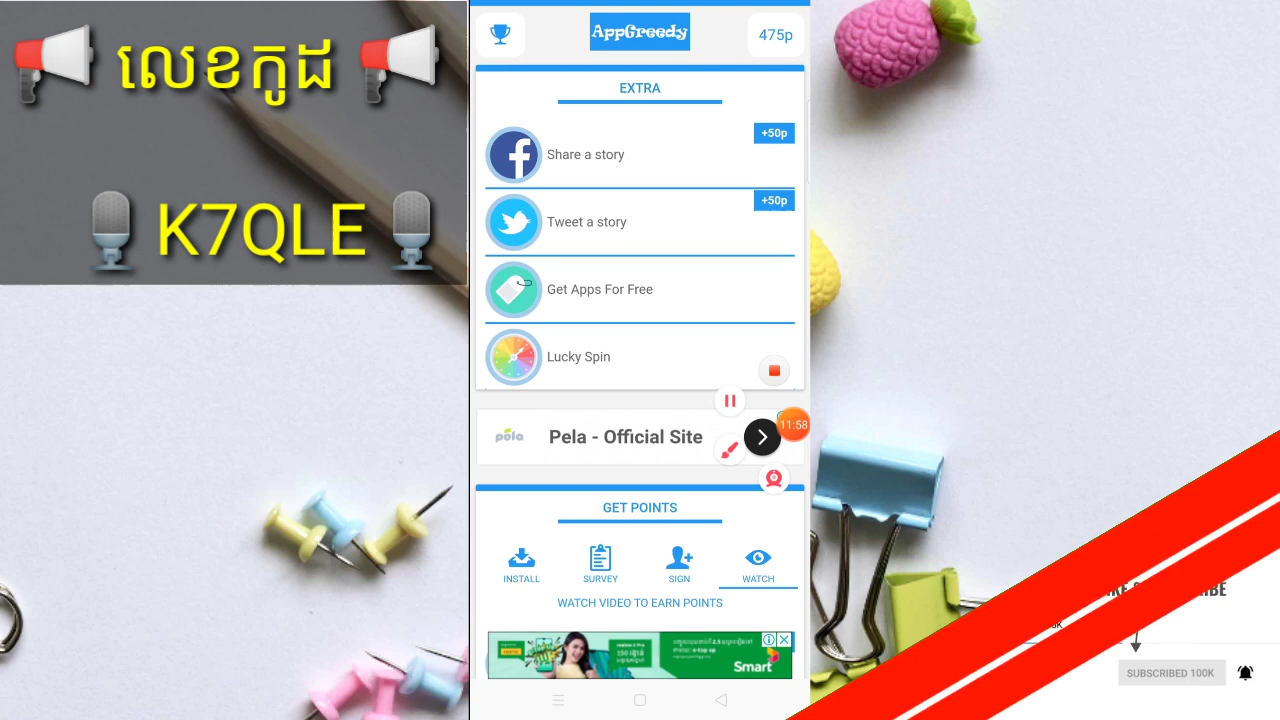 លេខកូដ
K7QLE
AppGreedy
475p
EXTRA
+50p
Share a story
+50p
Tweet a story
Get Apps For Free
Lucky Spin
pela
Pela - Official Site
11:58
GET POINTS
INSTALL
SURVEY
SIGN
WATCH
WATCH VIDEO TO EARN POINTS
Smart
SUBSCRIBED 100K